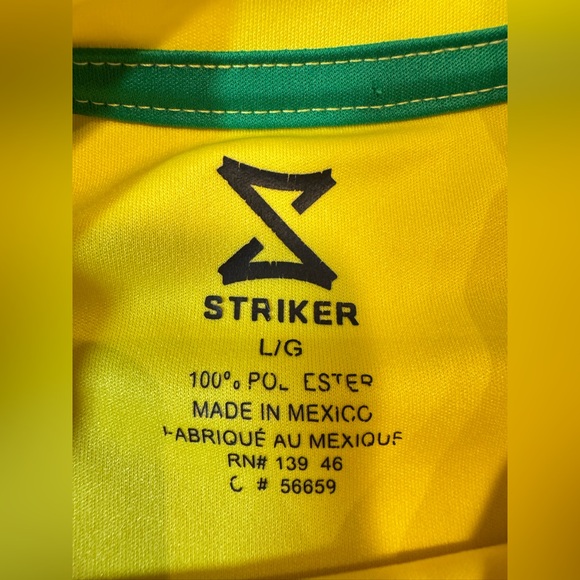 STRIKER
L/G
100% POL ESTER
MADE IN MEXICO
FABRIQUÉ AU MEXIQUE
RN# 139 46
C # 56659